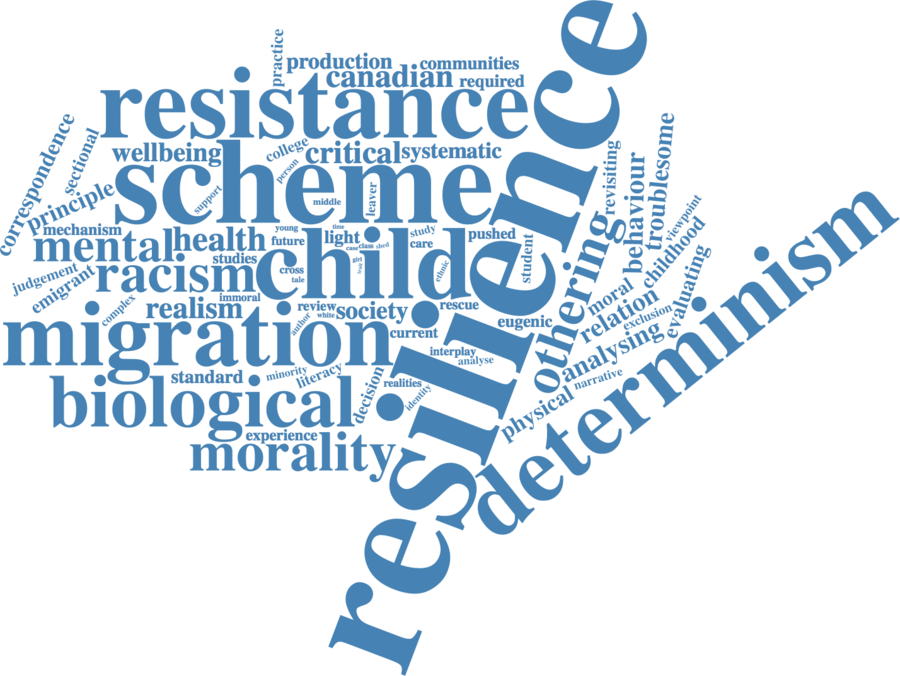 practice
production
communities
canadian
required
resistance
resilience
correspondence
sectional
wellbeing
college
critical
systematic
person
scheme
support
middle
leaver
principle
mechanism
mental
health
young
time
future
light
study
care
pushed
student
revisiting
behaviour
troublesome
viewpoint
childhood
othering
studies
case
class
shed
girl
child
ethnic
judgement
emigrant
racism
cross
tale
complex
realism
immoral
review
white
author
society
rescue
eugenic
moral
relation
exclusion
evaluating
determinism
migration
current
interplay
analyse
analysing
narrative
physical
standard
minority
literacy
decision
realities
identity
biological
experience
morality